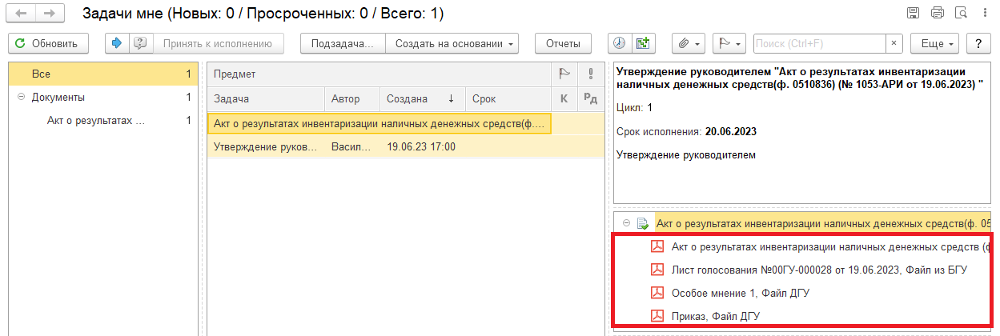 Задачи мне (Новых: 0 / Просроченных: 0 / Всего: 1)
Обновить
Принять к исполнению
Подзадача...
Создать на основании
Отчеты
Поиск (Ctrl+F)
×
Еще
?
Все 1
Документы 1
Акт о результатах ... 1
Предмет
Задача Автор Создана ↓ Срок К Рд
Акт о результатах инвентаризации наличных денежных средств(ф....
Утверждение руков... Васил... 19.06.23 17:00
Утверждение руководителем "Акт о результатах инвентаризации
наличных денежных средств(ф. 0510836) (№ 1053-АРИ от 19.06.2023) "
Цикл: 1
Срок исполнения: 20.06.2023
Утверждение руководителем
Акт о результатах инвентаризации наличных денежных средств(ф. 05
Акт о результатах инвентаризации наличных денежных средств (ф
Лист голосования №00ГУ-000028 от 19.06.2023, Файл из БГУ
Особое мнение 1, Файл ДГУ
Приказ, Файл ДГУ